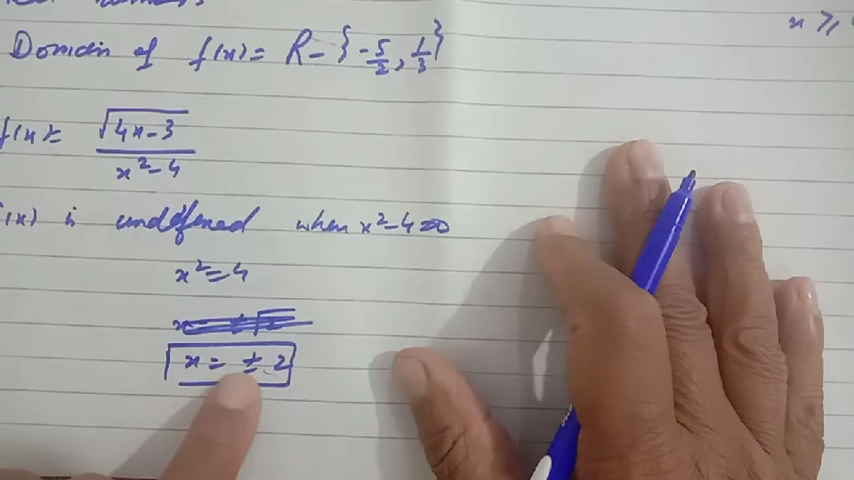 Domain of f(x) = R - { -5/2, 1/3 }
x ≥
f(x) = √(4x-3) / x²-4
f(x) is undefined when x²-4=0
x² = 4
x = ± 2